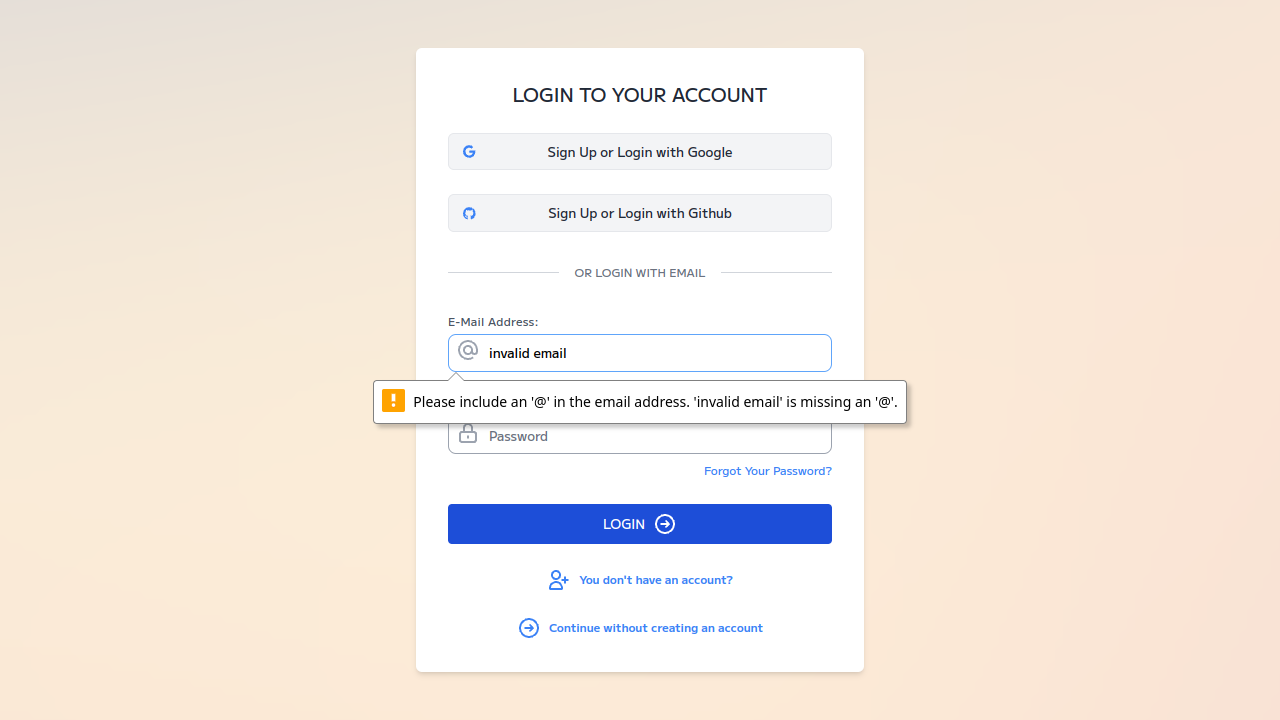 LOGIN TO YOUR ACCOUNT
Sign Up or Login with Google
Sign Up or Login with Github
OR LOGIN WITH EMAIL
E-Mail Address:
invalid email
Please include an '@' in the email address. 'invalid email' is missing an '@'.
Password
Forgot Your Password?
LOGIN
You don't have an account?
Continue without creating an account